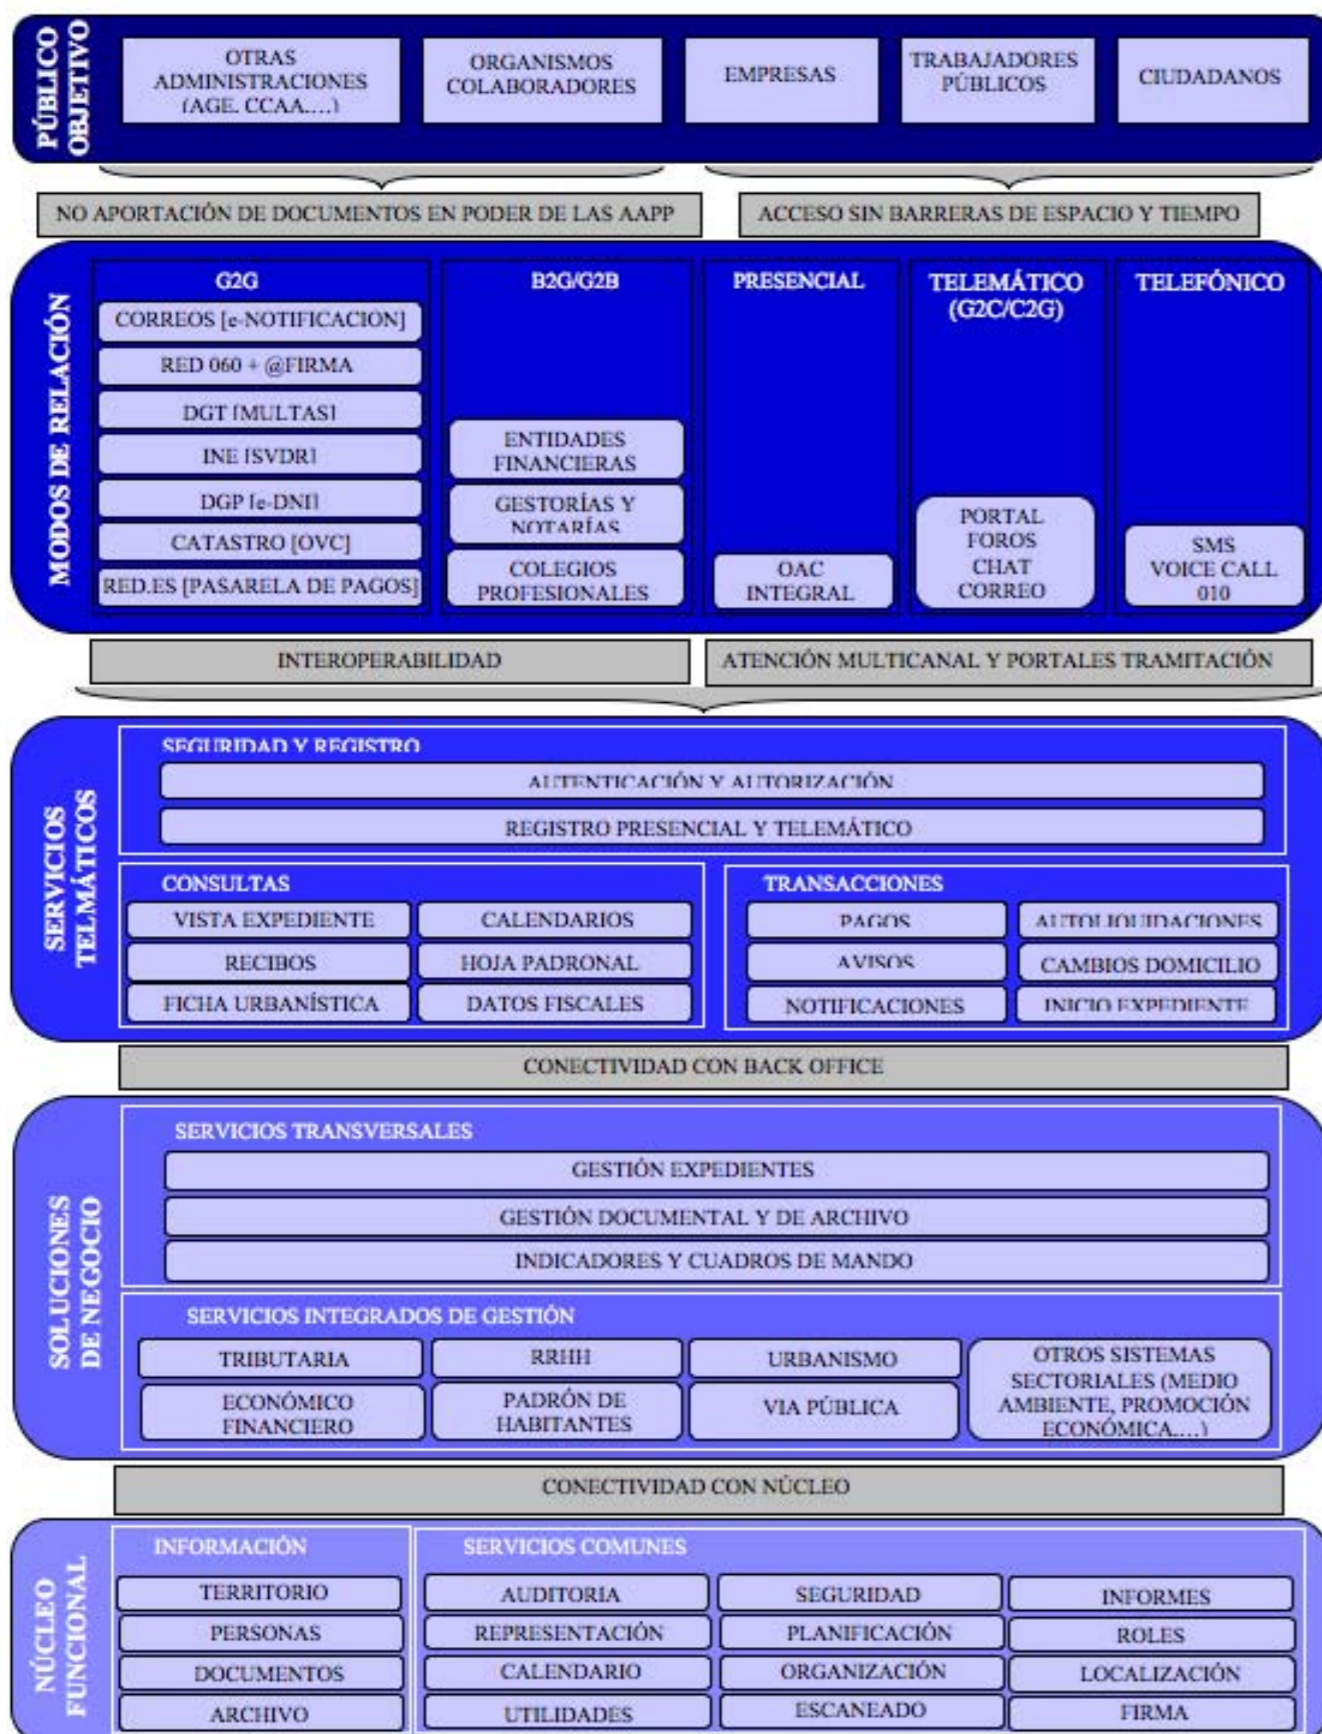 PÚBLICO
OBJETIVO
OTRAS
ADMINISTRACIONES
(AGE, CCAA,...)
ORGANISMOS
COLABORADORES
EMPRESAS
TRABAJADORES
PÚBLICOS
CIUDADANOS
NO APORTACIÓN DE DOCUMENTOS EN PODER DE LAS AAPP
ACCESO SIN BARRERAS DE ESPACIO Y TIEMPO
MODOS DE RELACIÓN
G2G
CORREOS [e-NOTIFICACION]
RED 060 + @FIRMA
DGT [MULTAS]
INE [SVDR]
DGP [e-DNI]
CATASTRO [OVC]
RED.ES [PASARELA DE PAGOS]
B2G/G2B
ENTIDADES
FINANCIERAS
GESTORÍAS Y
NOTARÍAS
COLEGIOS
PROFESIONALES
PRESENCIAL
OAC
INTEGRAL
TELEMÁTICO
(G2C/C2G)
PORTAL
FOROS
CHAT
CORREO
TELEFÓNICO
SMS
VOICE CALL
010
INTEROPERABILIDAD
ATENCIÓN MULTICANAL Y PORTALES TRAMITACIÓN
SERVICIOS
TELMÁTICOS
SEGURIDAD Y REGISTRO
AUTENTICACIÓN Y AUTORIZACIÓN
REGISTRO PRESENCIAL Y TELEMÁTICO
CONSULTAS
VISTA EXPEDIENTE
CALENDARIOS
RECIBOS
HOJA PADRONAL
FICHA URBANÍSTICA
DATOS FISCALES
TRANSACCIONES
PAGOS
AUTOLIQUIDACIONES
AVISOS
CAMBIOS DOMICILIO
NOTIFICACIONES
INICIO EXPEDIENTE
CONECTIVIDAD CON BACK OFFICE
SOLUCIONES
DE NEGOCIO
SERVICIOS TRANSVERSALES
GESTIÓN EXPEDIENTES
GESTIÓN DOCUMENTAL Y DE ARCHIVO
INDICADORES Y CUADROS DE MANDO
SERVICIOS INTEGRADOS DE GESTIÓN
TRIBUTARIA
RRHH
URBANISMO
ECONÓMICO
FINANCIERO
PADRÓN DE
HABITANTES
VIA PÚBLICA
OTROS SISTEMAS
SECTORIALES (MEDIO
AMBIENTE, PROMOCIÓN
ECONÓMICA,...)
CONECTIVIDAD CON NÚCLEO
NÚCLEO
FUNCIONAL
INFORMACIÓN
TERRITORIO
PERSONAS
DOCUMENTOS
ARCHIVO
SERVICIOS COMUNES
AUDITORIA
SEGURIDAD
INFORMES
REPRESENTACIÓN
PLANIFICACIÓN
ROLES
CALENDARIO
ORGANIZACIÓN
LOCALIZACIÓN
UTILIDADES
ESCANEADO
FIRMA